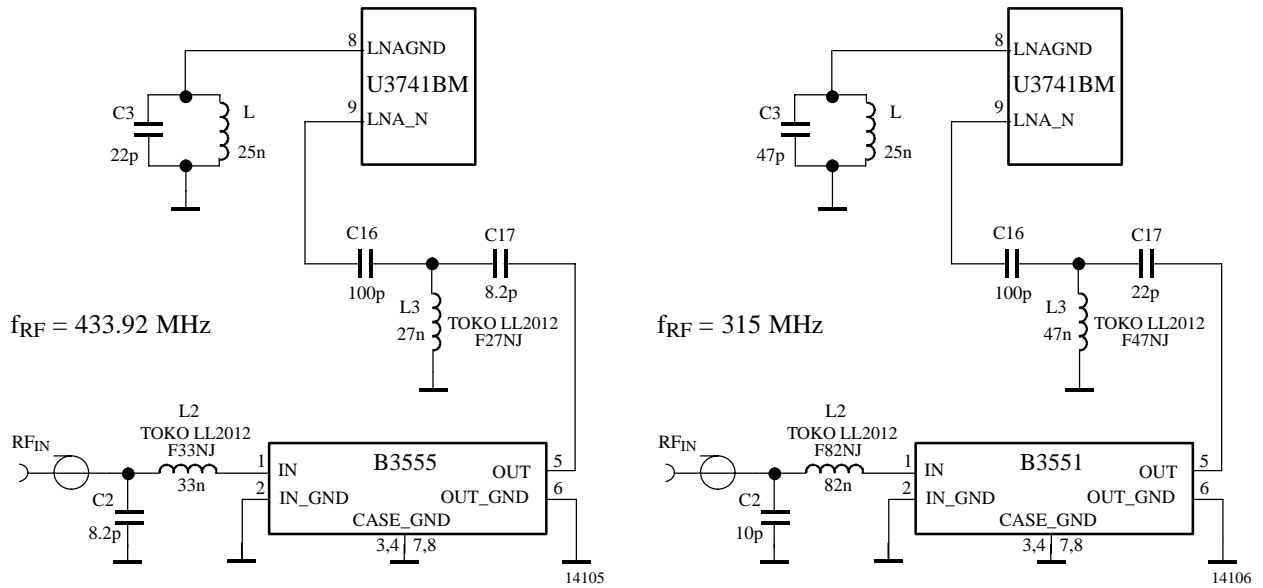 8
LNAGND
U3741BM
9
LNA_N
C3
22p
L
25n
C16
100p
C17
8.2p
L3
27n
TOKO LL2012
F27NJ
fRF = 433.92 MHz
L2
TOKO LL2012
F33NJ
33n
RFIN
C2
8.2p
1
IN
2
IN_GND
B3555
OUT
5
OUT_GND
6
CASE_GND
3,4
7,8
14105
8
LNAGND
U3741BM
9
LNA_N
C3
47p
L
25n
C16
100p
C17
22p
L3
47n
TOKO LL2012
F47NJ
fRF = 315 MHz
L2
TOKO LL2012
F82NJ
82n
RFIN
C2
10p
1
IN
2
IN_GND
B3551
OUT
5
OUT_GND
6
CASE_GND
3,4
7,8
14106